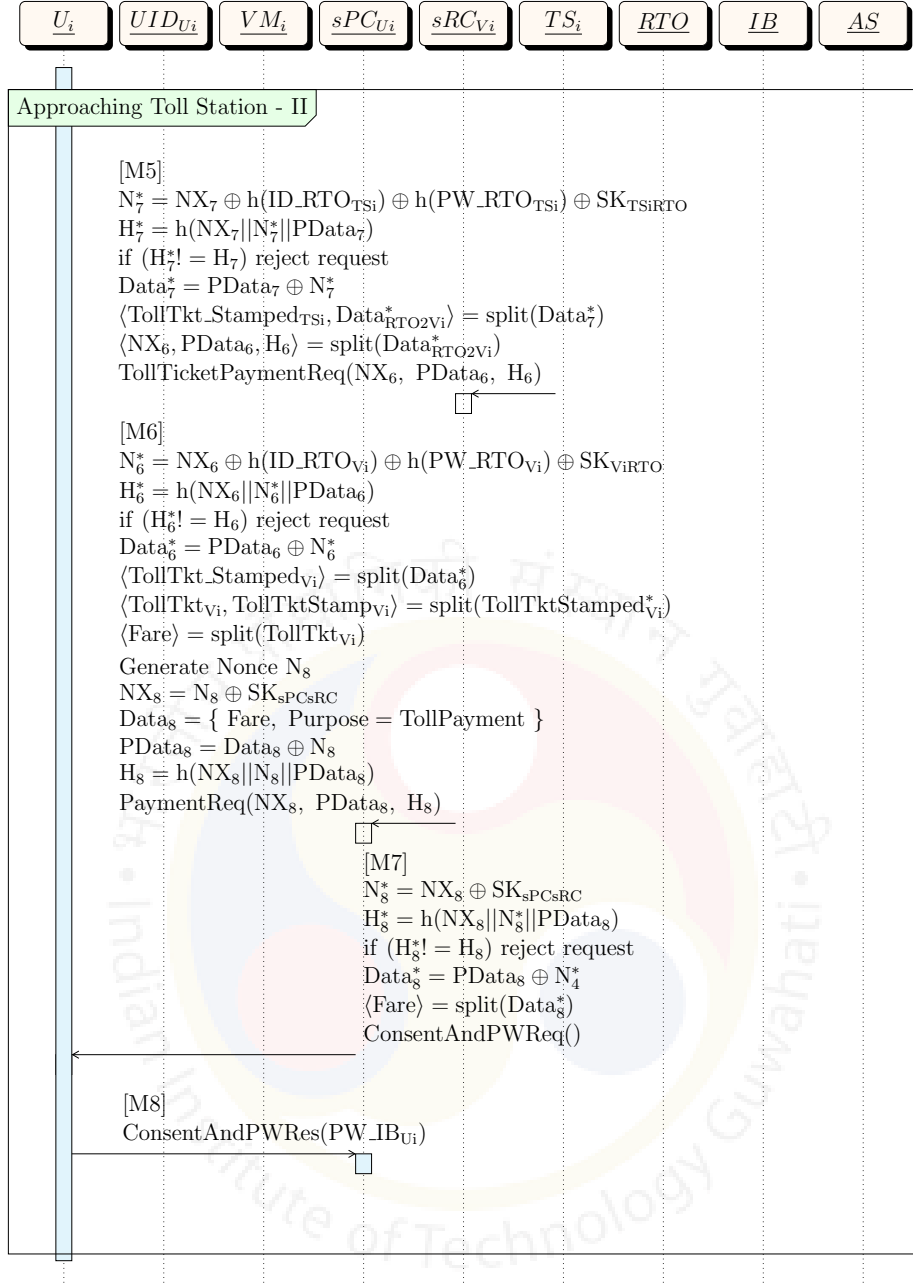 U_i UID_Ui VM_i sPC_Ui sRC_Vi TS_i RTO IB AS
Approaching Toll Station - II
[M5]
N*_7 = NX_7 ⊕ h(ID_RTO_TSi) ⊕ h(PW_RTO_TSi) ⊕ SK_TSiRTO
H*_7 = h(NX_7||N*_7||PData_7)
if (H*_7! = H_7) reject request
Data*_7 = PData_7 ⊕ N*_7
⟨TollTkt_Stamped_TSi, Data*_RTO2Vi⟩ = split(Data*_7)
⟨NX_6, PData_6, H_6⟩ = split(Data*_RTO2Vi)
TollTicketPaymentReq(NX_6, PData_6, H_6)
[M6]
N*_6 = NX_6 ⊕ h(ID_RTO_Vi) ⊕ h(PW_RTO_Vi) ⊕ SK_ViRTO
H*_6 = h(NX_6||N*_6||PData_6)
if (H*_6! = H_6) reject request
Data*_6 = PData_6 ⊕ N*_6
⟨TollTkt_Stamped_Vi⟩ = split(Data*_6)
⟨TollTkt_Vi, TollTktStamp_Vi⟩ = split(TollTktStamped*_Vi)
⟨Fare⟩ = split(TollTkt_Vi)
Generate Nonce N_8
NX_8 = N_8 ⊕ SK_sPCsRC
Data_8 = { Fare, Purpose = TollPayment }
PData_8 = Data_8 ⊕ N_8
H_8 = h(NX_8||N_8||PData_8)
PaymentReq(NX_8, PData_8, H_8)
[M7]
N*_8 = NX_8 ⊕ SK_sPCsRC
H*_8 = h(NX_8||N*_8||PData_8)
if (H*_8! = H_8) reject request
Data*_8 = PData_8 ⊕ N*_4
⟨Fare⟩ = split(Data*_8)
ConsentAndPWReq()
[M8]
ConsentAndPWRes(PW_IB_Ui)
Indian Institute of Technology Guwahati